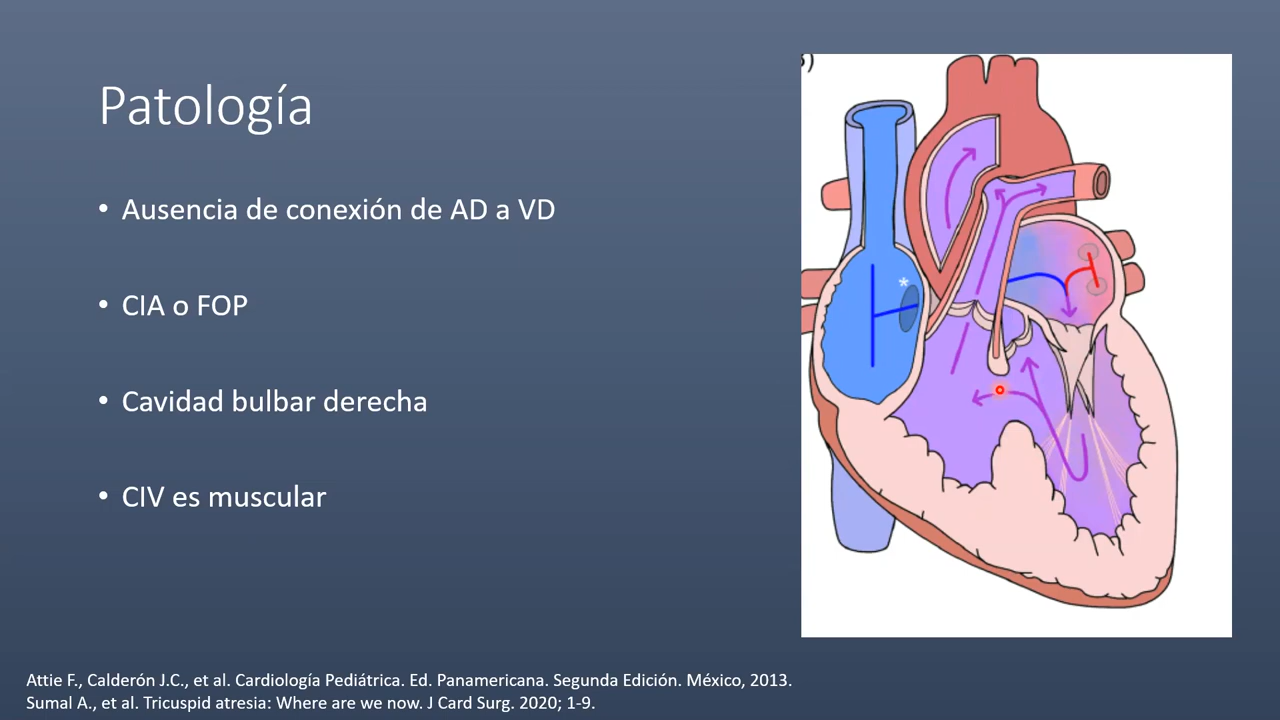 Patología
• Ausencia de conexión de AD a VD
• CIA o FOP
• Cavidad bulbar derecha
• CIV es muscular
*
Attie F., Calderón J.C., et al. Cardiología Pediátrica. Ed. Panamericana. Segunda Edición. México, 2013.
Sumal A., et al. Tricuspid atresia: Where are we now. J Card Surg. 2020; 1-9.